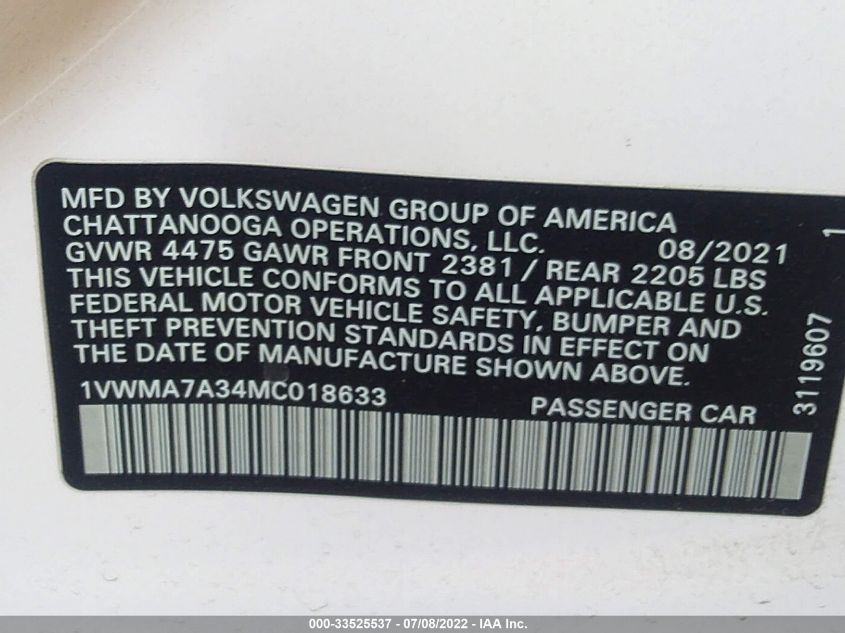 MFD BY VOLKSWAGEN GROUP OF AMERICA
CHATTANOOGA OPERATIONS, LLC. 08/2021
GVWR 4475 GAWR FRONT 2381 / REAR 2205 LBS
THIS VEHICLE CONFORMS TO ALL APPLICABLE U.S.
FEDERAL MOTOR VEHICLE SAFETY, BUMPER AND
THEFT PREVENTION STANDARDS IN EFFECT ON
THE DATE OF MANUFACTURE SHOWN ABOVE.
1VWMA7A34MC018633 PASSENGER CAR
3119607 1
000-33525537 - 07/08/2022 - IAA Inc.